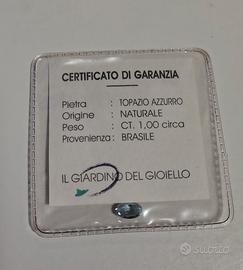 CERTIFICATO DI GARANZIA
Pietra : TOPAZIO AZZURRO
Origine : NATURALE
Peso : CT. 1,00 circa
Provenienza : BRASILE
IL GIARDINO DEL GIOIELLO
subito